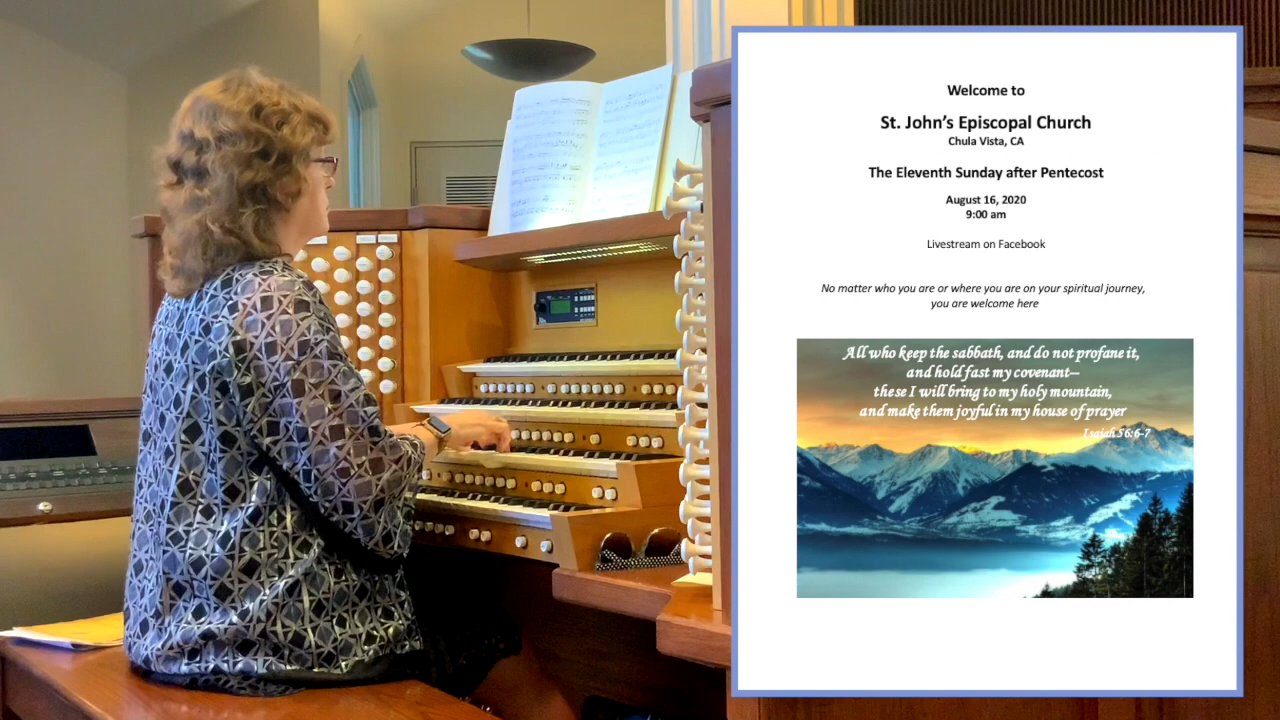 Welcome to
St. John's Episcopal Church
Chula Vista, CA
The Eleventh Sunday after Pentecost
August 16, 2020
9:00 am
Livestream on Facebook
No matter who you are or where you are on your spiritual journey,
you are welcome here
All who keep the sabbath, and do not profane it,
and hold fast my covenant—
these I will bring to my holy mountain,
and make them joyful in my house of prayer
Isaiah 56:6-7